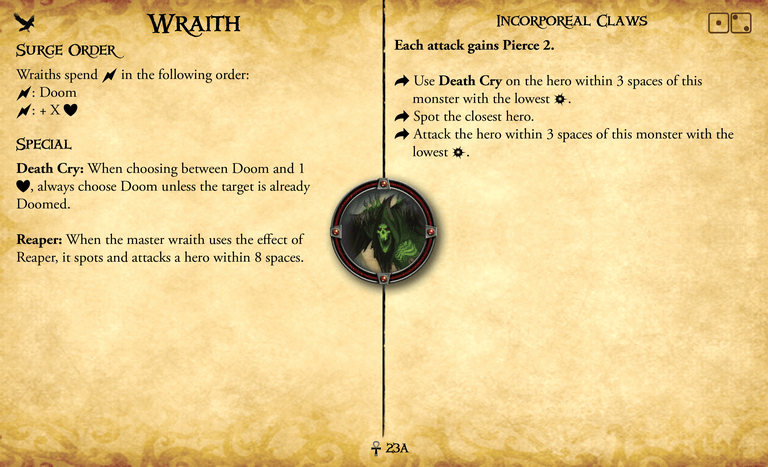 Wraith
Surge Order
Wraiths spend in the following order:
: Doom
: + X
Special
Death Cry: When choosing between Doom and 1
, always choose Doom unless the target is already
Doomed.
Reaper: When the master wraith uses the effect of
Reaper, it spots and attacks a hero within 8 spaces.
Incorporeal Claws
Each attack gains Pierce 2.
Use Death Cry on the hero within 3 spaces of this
monster with the lowest .
Spot the closest hero.
Attack the hero within 3 spaces of this monster with the
lowest .
23A